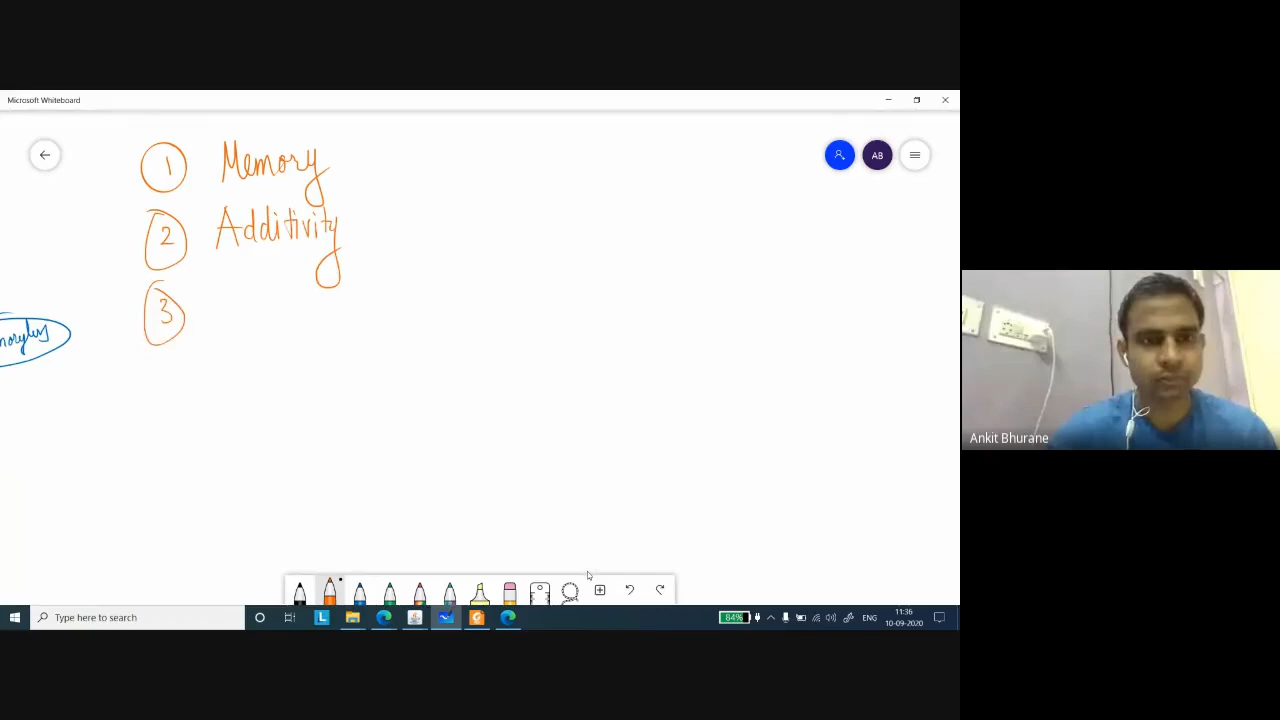 Microsoft Whiteboard
1 Memory
AB
2 Additivity
3
Ankit Bhurane
Type here to search
84%
ENG
11:36
10-09-2020